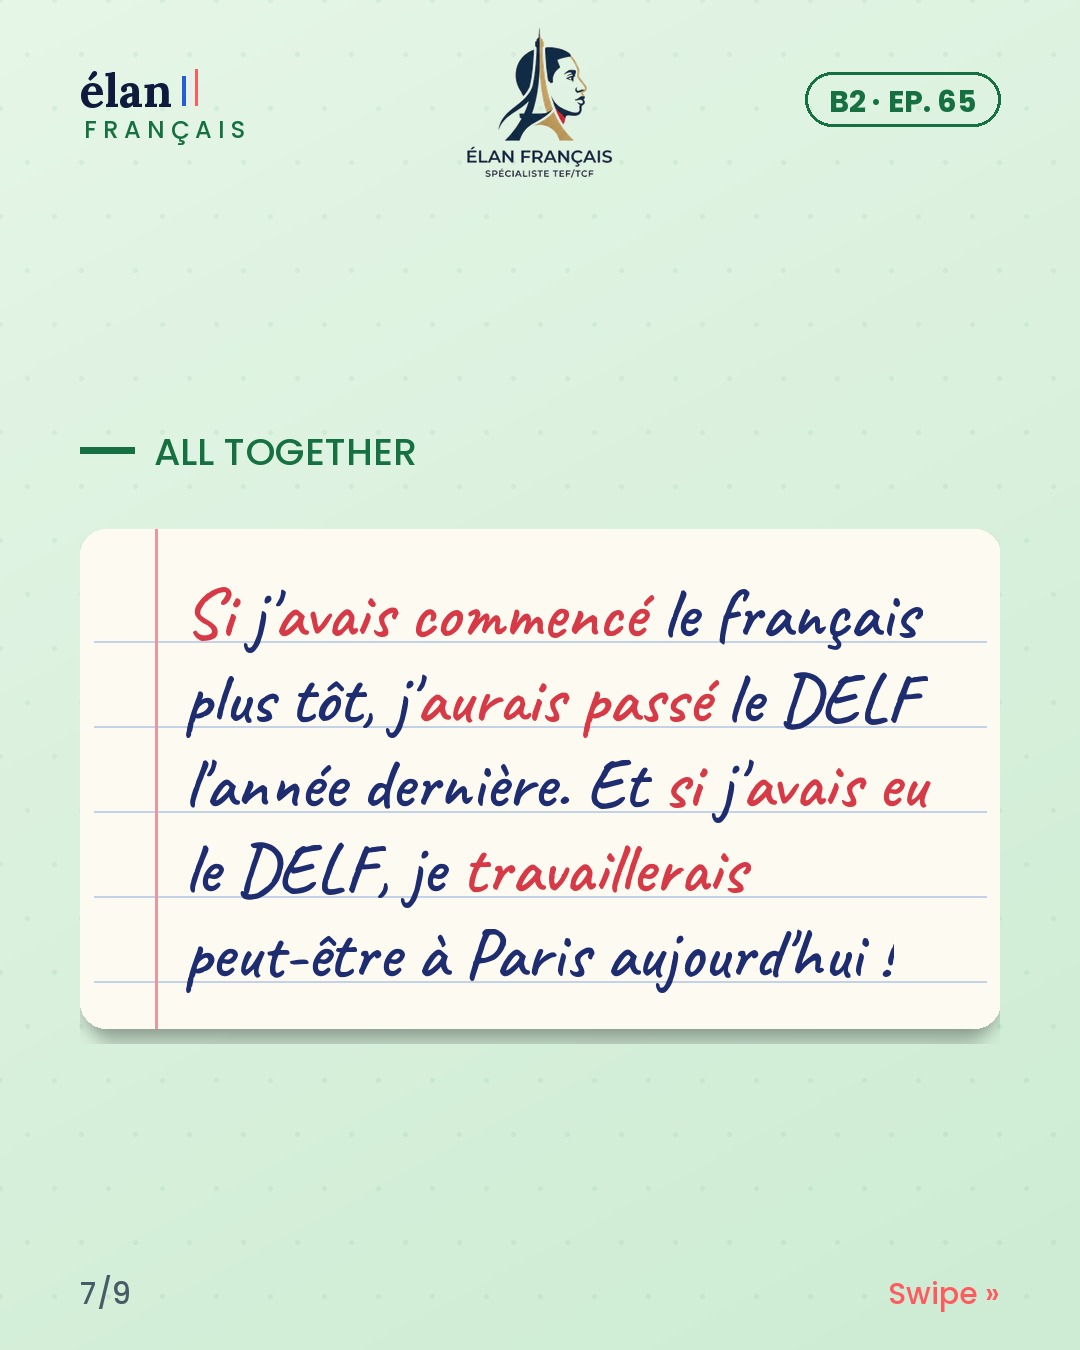 élan
FRANÇAIS
ÉLAN FRANÇAIS
SPÉCIALISTE TEF/TCF
B2 · EP. 65
ALL TOGETHER
Si j'avais commencé le français
plus tôt, j'aurais passé le DELF
l'année dernière. Et si j'avais eu
le DELF, je travaillerais
peut-être à Paris aujourd'hui !
7/9
Swipe »